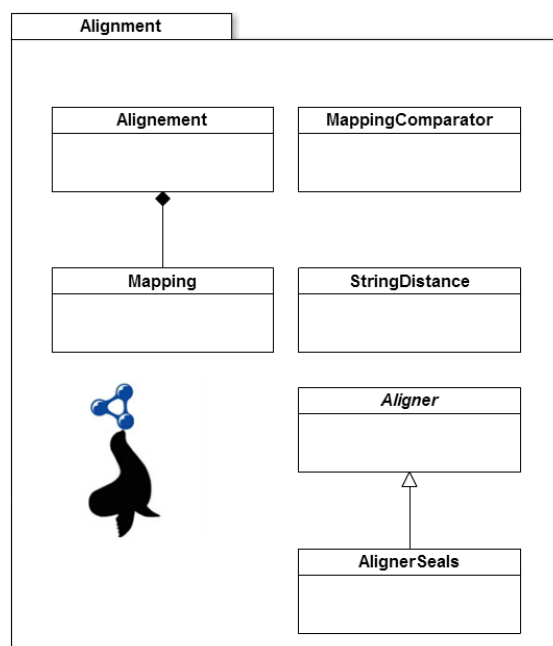 Alignment
Alignement
MappingComparator
Mapping
StringDistance
Aligner
AlignerSeals